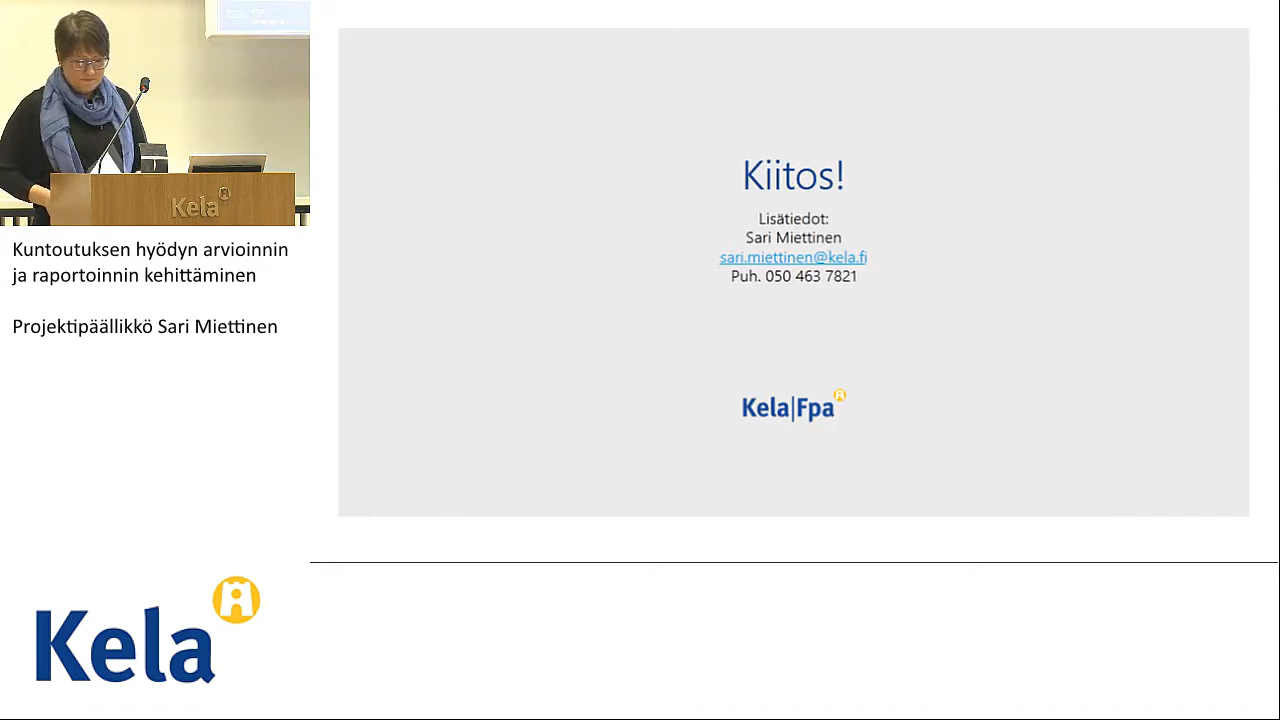 Kela
Kuntoutuksen hyödyn arvioinnin
ja raportoinnin kehittäminen
Projektipäällikkö Sari Miettinen
Kiitos!
Lisätiedot:
Sari Miettinen
sari.miettinen@kela.fi
Puh. 050 463 7821
Kela|Fpa
Kela